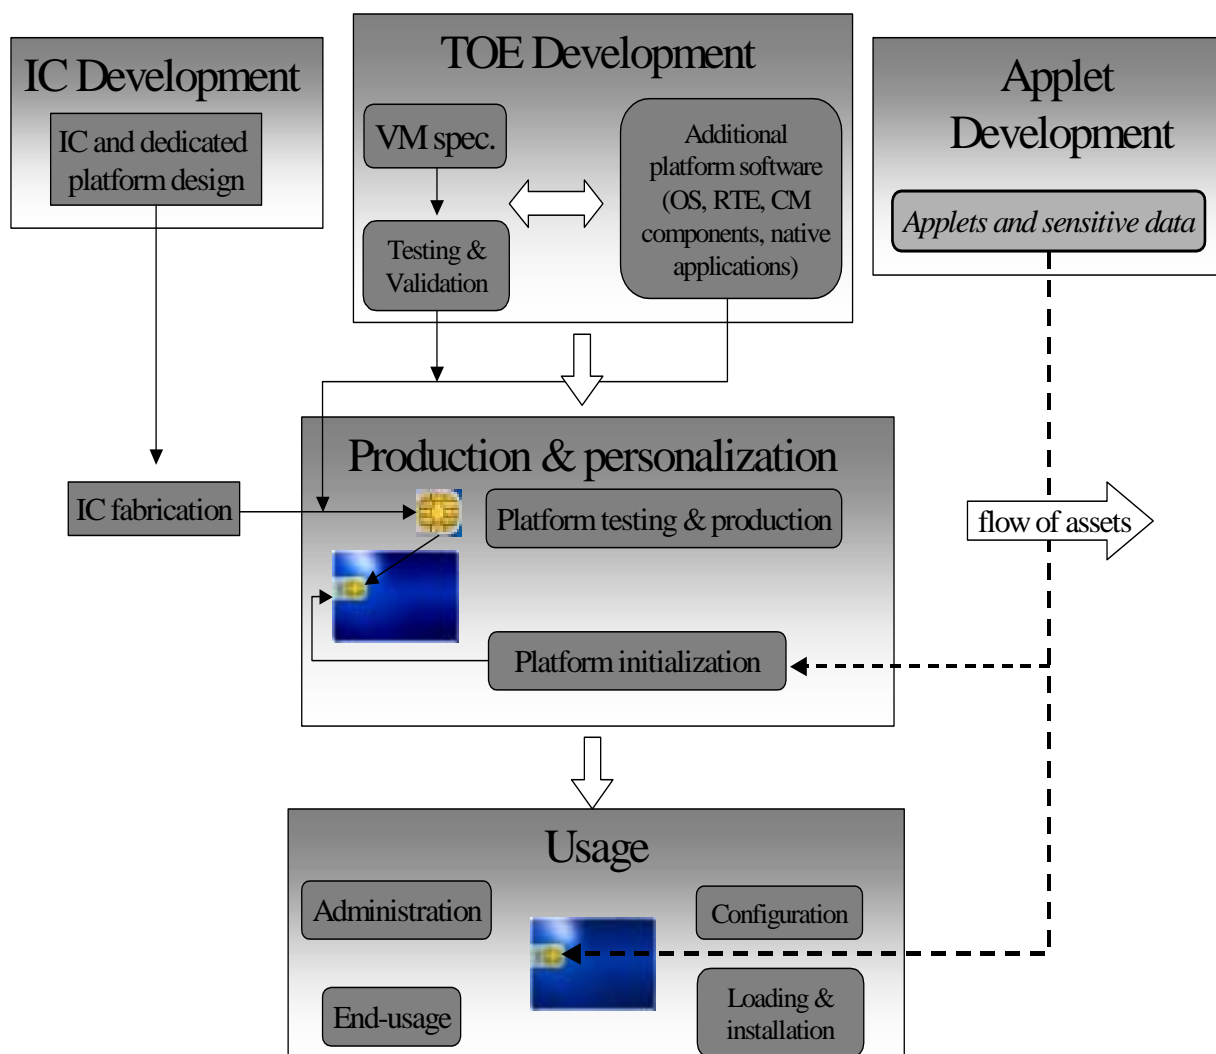 IC Development
IC and dedicated
platform design
TOE Development
VM spec.
Testing &
Validation
Additional
platform software
(OS, RTE, CM
components, native
applications)
Applet
Development
Applets and sensitive data
IC fabrication
Production & personalization
Platform testing & production
Platform initialization
flow of assets
Usage
Administration
Configuration
End-usage
Loading &
installation